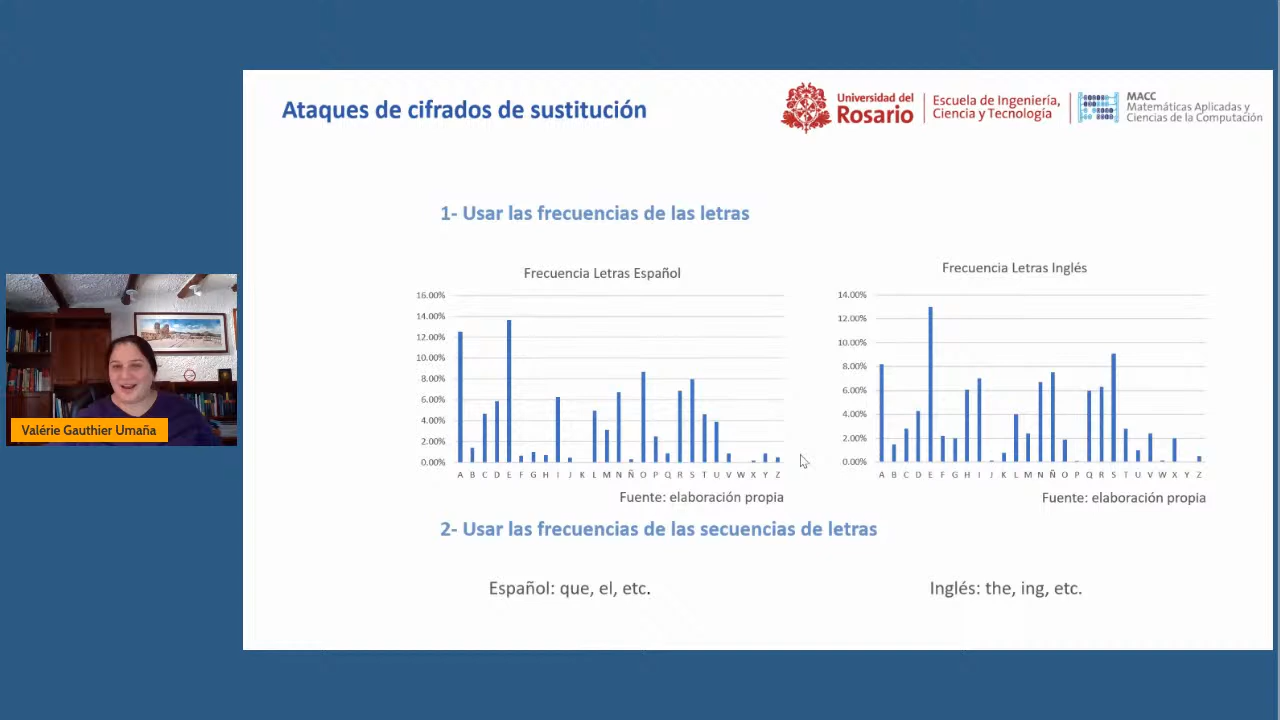 Ataques de cifrados de sustitución
Universidad del
Rosario
Escuela de Ingeniería,
Ciencia y Tecnología
MACC
Matemáticas Aplicadas y
Ciencias de la Computación
1- Usar las frecuencias de las letras
Frecuencia Letras Español
16.00%
14.00%
12.00%
10.00%
8.00%
6.00%
4.00%
2.00%
0.00%
A B C D E F G H I J K L M N Ñ O P Q R S T U V W X Y Z
Fuente: elaboración propia
Frecuencia Letras Inglés
14.00%
12.00%
10.00%
8.00%
6.00%
4.00%
2.00%
0.00%
A B C D E F G H I J K L M N Ñ O P Q R S T U V W X Y Z
Fuente: elaboración propia
Valérie Gauthier Umaña
2- Usar las frecuencias de las secuencias de letras
Español: que, el, etc.
Inglés: the, ing, etc.